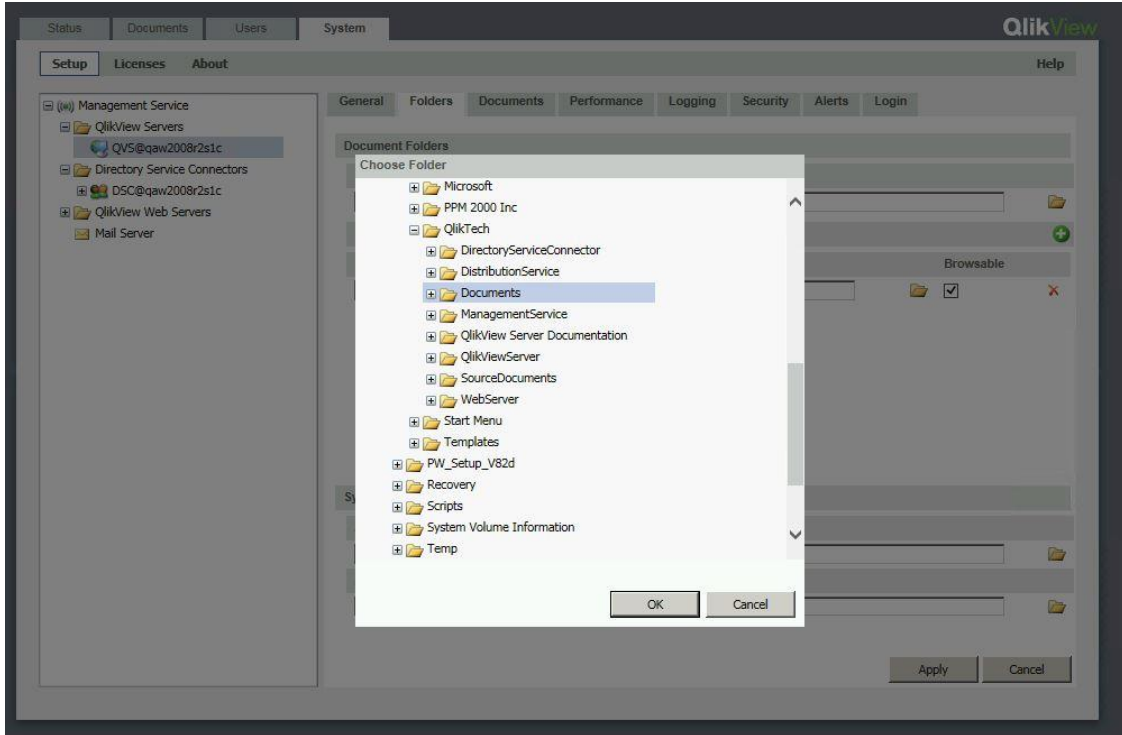 Status Documents Users System QlikView
Setup Licenses About Help
Management Service
QlikView Servers
QVS@qaw2008r2s1c
Directory Service Connectors
DSC@qaw2008r2s1c
QlikView Web Servers
Mail Server
General Folders Documents Performance Logging Security Alerts Login
Document Folders
Choose Folder
Microsoft
PPM 2000 Inc
QlikTech
DirectoryServiceConnector
DistributionService
Documents
ManagementService
QlikView Server Documentation
QlikViewServer
SourceDocuments
WebServer
Start Menu
Templates
PW_Setup_V82d
Recovery
Scripts
System Volume Information
Temp
OK Cancel
Browsable
Apply Cancel